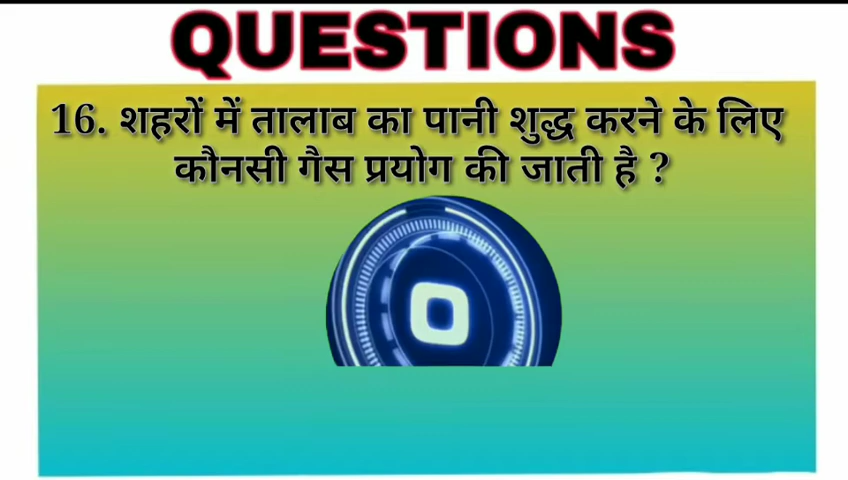 QUESTIONS
16. शहरों में तालाब का पानी शुद्ध करने के लिए
कौनसी गैस प्रयोग की जाती है ?
0